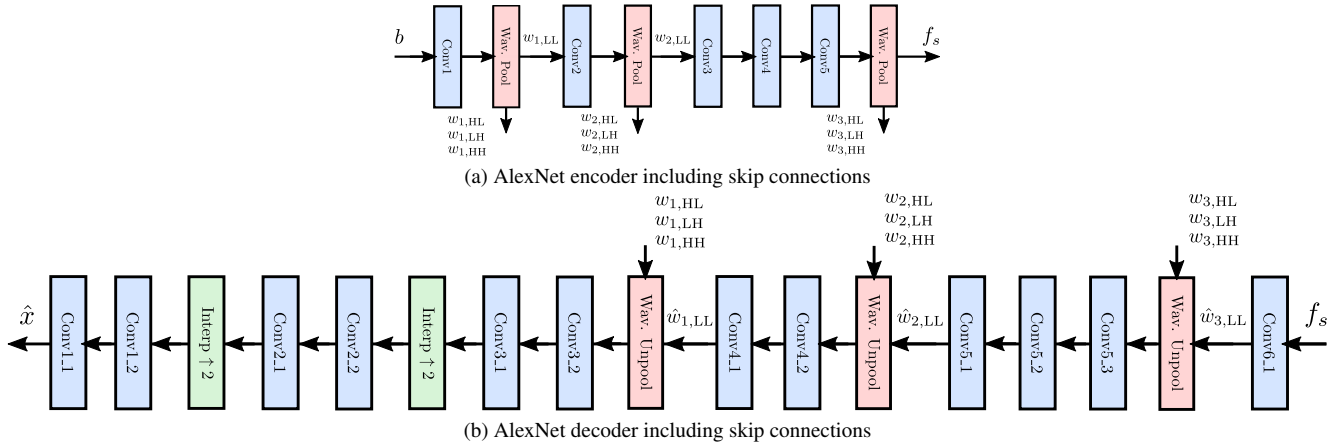 b
Conv1
Wav. Pool
w1,LL
Conv2
Wav. Pool
w2,LL
Conv3
Conv4
Conv5
Wav. Pool
fs
w1,HL
w1,LH
w1,HH
w2,HL
w2,LH
w2,HH
w3,HL
w3,LH
w3,HH
(a) AlexNet encoder including skip connections
w1,HL
w1,LH
w1,HH
w2,HL
w2,LH
w2,HH
w3,HL
w3,LH
w3,HH
x̂
Conv1_1
Conv1_2
Interp ↑ 2
Conv2_1
Conv2_2
Interp ↑ 2
Conv3_1
Conv3_2
Wav. Unpool
ŵ1,LL
Conv4_1
Conv4_2
Wav. Unpool
ŵ2,LL
Conv5_1
Conv5_2
Conv5_3
Wav. Unpool
ŵ3,LL
Conv6_1
fs
(b) AlexNet decoder including skip connections